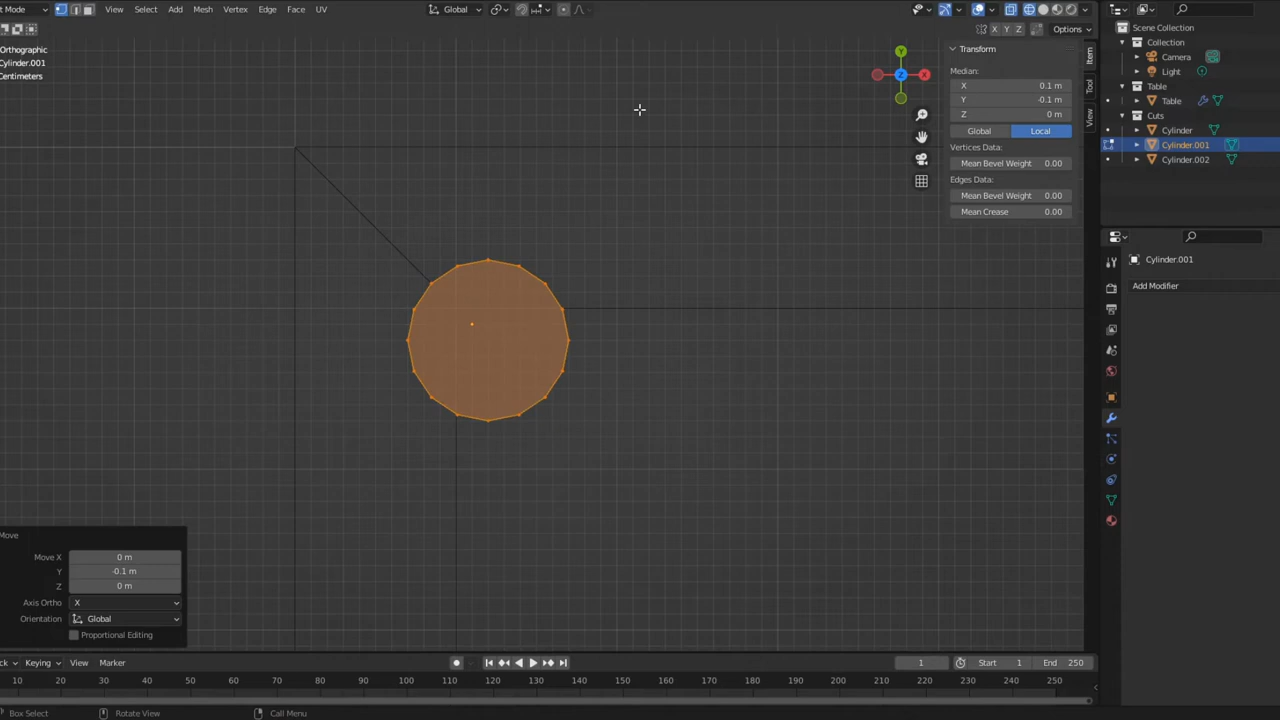 t Mode
View
Select
Add
Mesh
Vertex
Edge
Face
UV
Global
X Y Z
Options
Orthographic
Cylinder.001
Centimeters
Y
Z
X
Transform
Median:
X 0.1 m
Y -0.1 m
Z 0 m
Global Local
Vertices Data:
Mean Bevel Weight 0.00
Edges Data:
Mean Bevel Weight 0.00
Mean Crease 0.00
Item
Tool
View
Scene Collection
Collection
Camera
Light
Table
Table
Cuts
Cylinder
Cylinder.001
Cylinder.002
Cylinder.001
Add Modifier
Move
Move X 0 m
Y -0.1 m
Z 0 m
Axis Ortho X
Orientation Global
Proportional Editing
ck
Keying
View
Marker
1
Start 1
End 250
10 20 30 40 50 60 70 80 90 100 110 120 130 140 150 160 170 180 190 200 210 220 230 240 250
Box Select
Rotate View
Call Menu